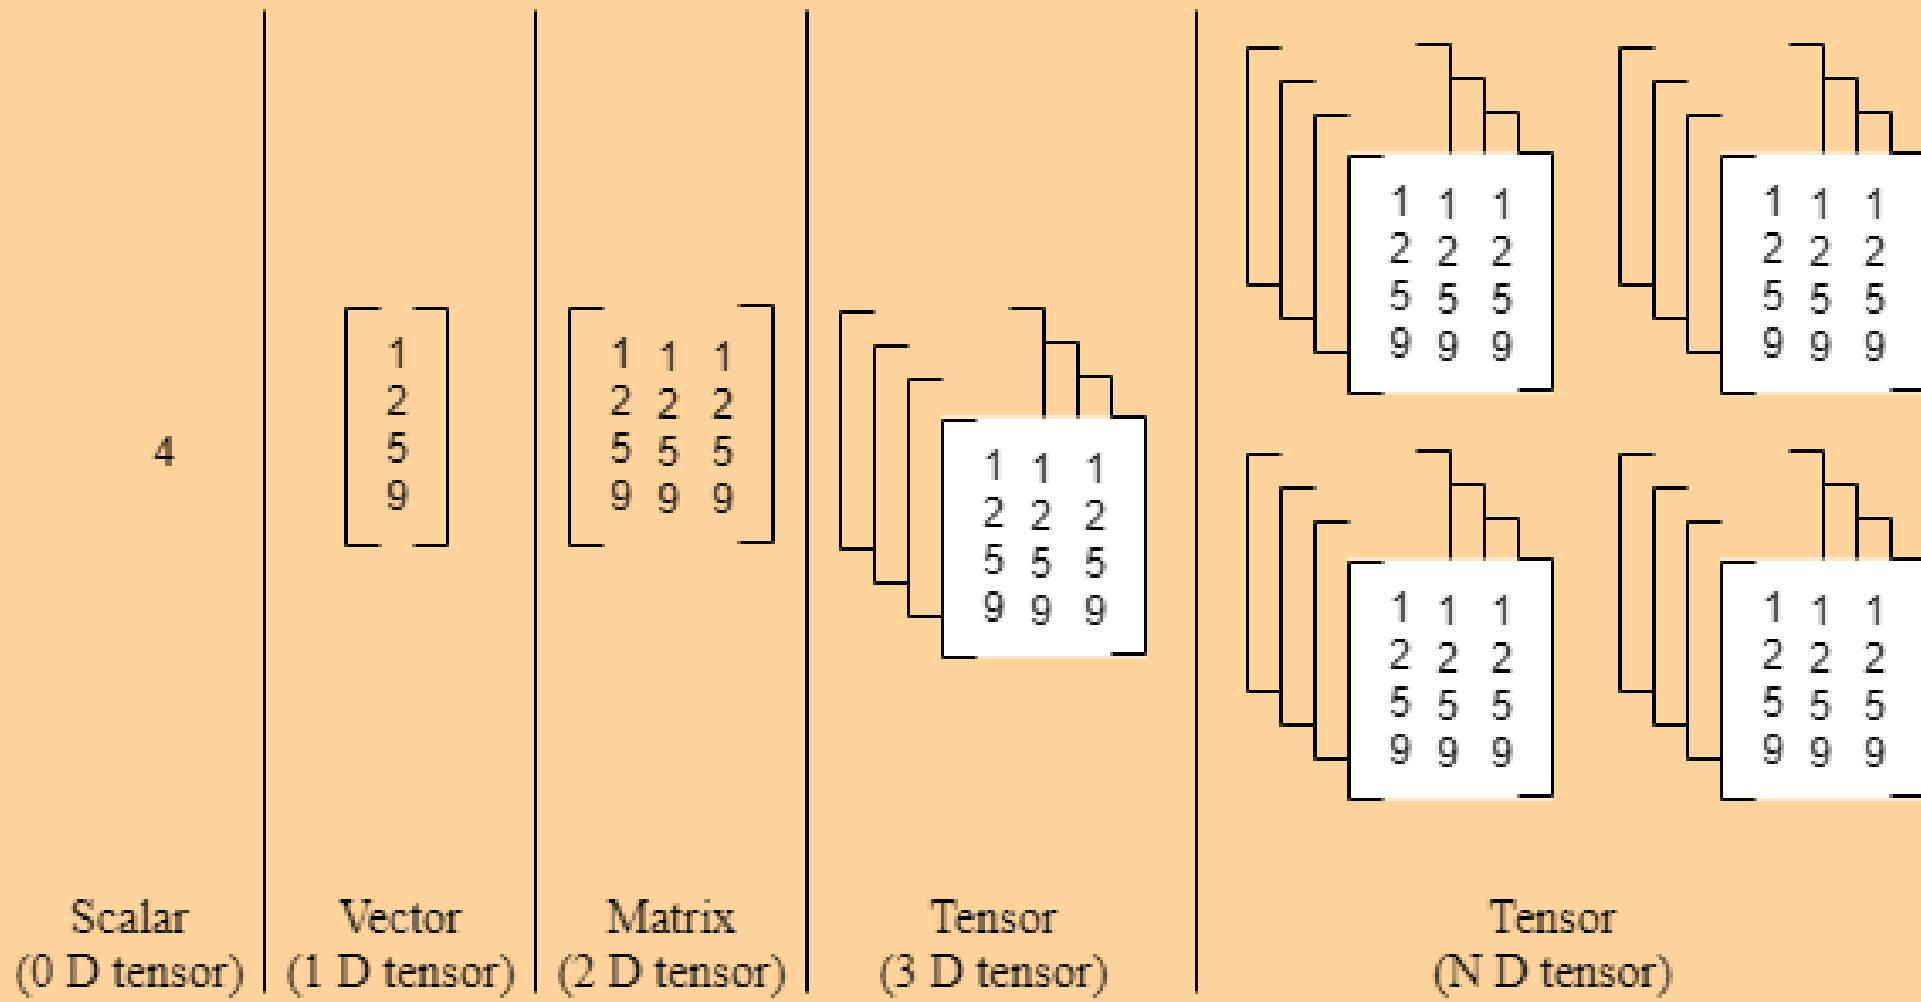 4
1
2
5
9
1 1 1
2 2 2
5 5 5
9 9 9
1 1 1
2 2 2
5 5 5
9 9 9
1 1 1
2 2 2
5 5 5
9 9 9
1 1 1
2 2 2
5 5 5
9 9 9
1 1 1
2 2 2
5 5 5
9 9 9
1 1 1
2 2 2
5 5 5
9 9 9
Scalar
(0 D tensor)
Vector
(1 D tensor)
Matrix
(2 D tensor)
Tensor
(3 D tensor)
Tensor
(N D tensor)